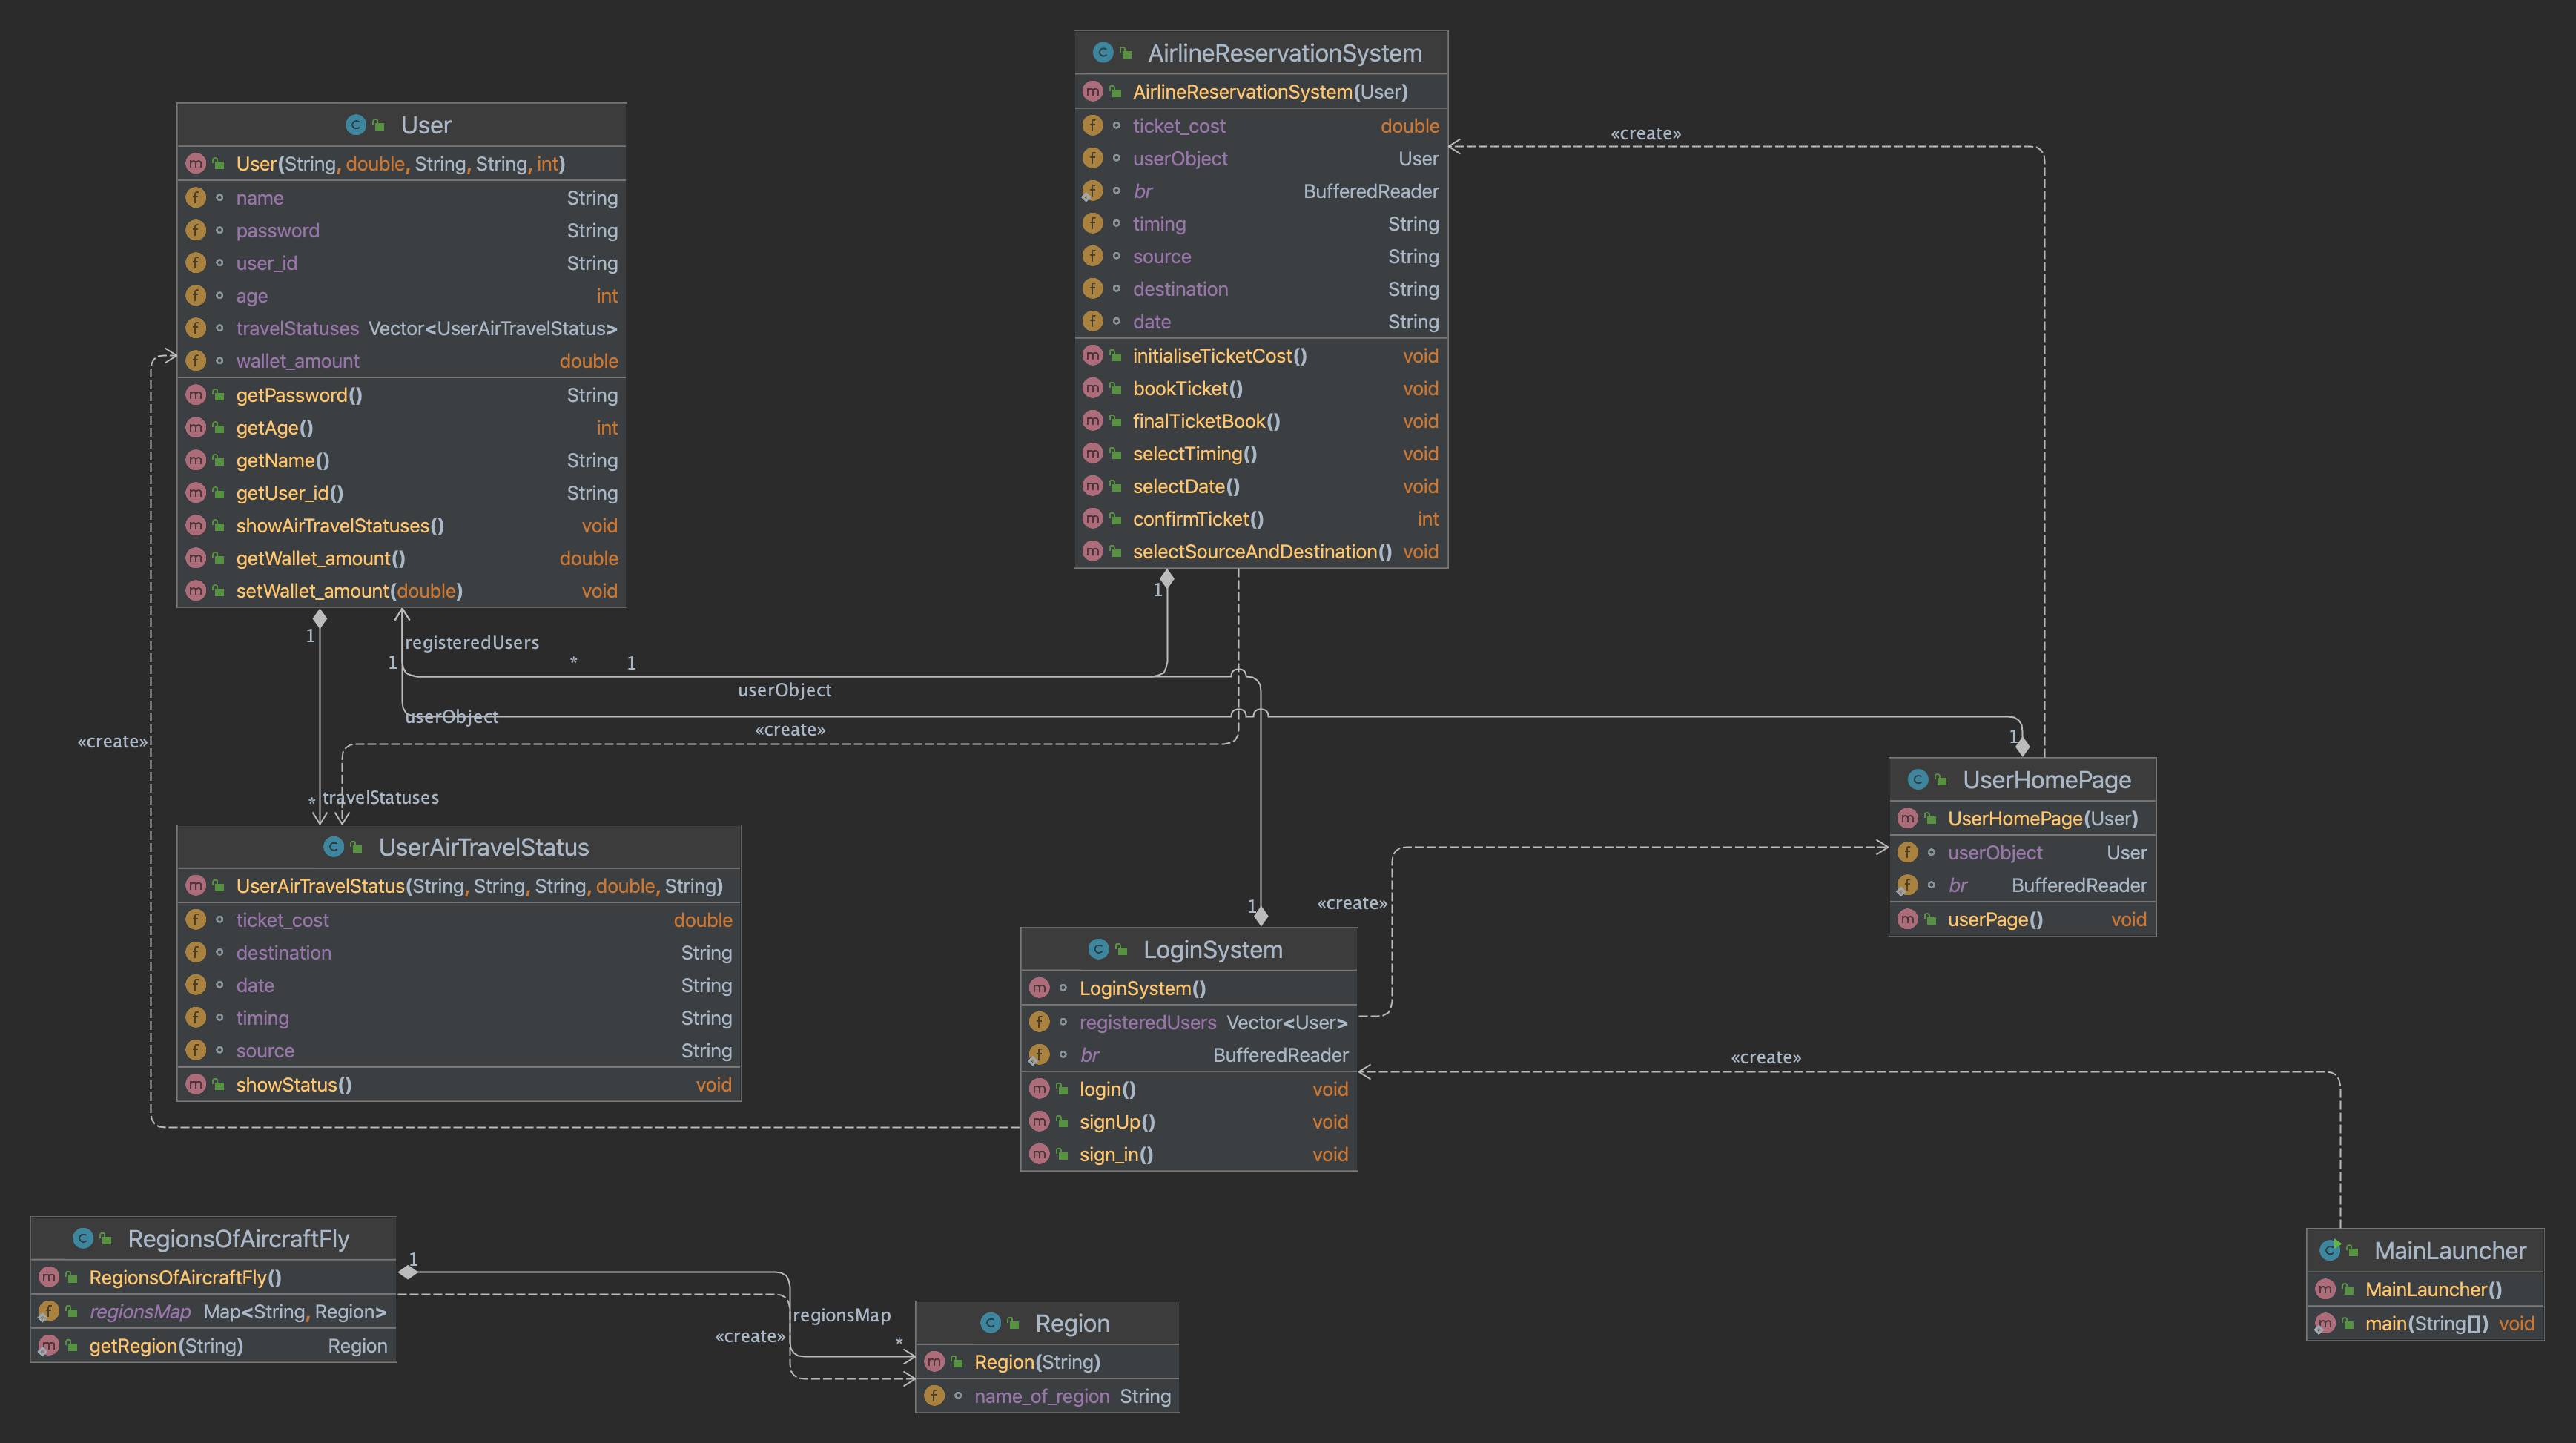 AirlineReservationSystem
AirlineReservationSystem(User)
ticket_cost double
userObject User
br BufferedReader
timing String
source String
destination String
date String
initialiseTicketCost() void
bookTicket() void
finalTicketBook() void
selectTiming() void
selectDate() void
confirmTicket() int
selectSourceAndDestination() void
«create»
User
User(String, double, String, String, int)
name String
password String
user_id String
age int
travelStatuses Vector<UserAirTravelStatus>
wallet_amount double
getPassword() String
getAge() int
getName() String
getUser_id() String
showAirTravelStatuses() void
getWallet_amount() double
setWallet_amount(double) void
1
1
registeredUsers
1 * 1
userObject
userObject
«create»
«create»
1
* travelStatuses
UserHomePage
UserHomePage(User)
userObject User
br BufferedReader
userPage() void
UserAirTravelStatus
UserAirTravelStatus(String, String, String, double, String)
ticket_cost double
destination String
date String
timing String
source String
showStatus() void
«create»
1
LoginSystem
LoginSystem()
registeredUsers Vector<User>
br BufferedReader
login() void
signUp() void
sign_in() void
«create»
RegionsOfAircraftFly
RegionsOfAircraftFly()
regionsMap Map<String, Region>
getRegion(String) Region
1
regionsMap
«create»
*
Region
Region(String)
name_of_region String
MainLauncher
MainLauncher()
main(String[]) void